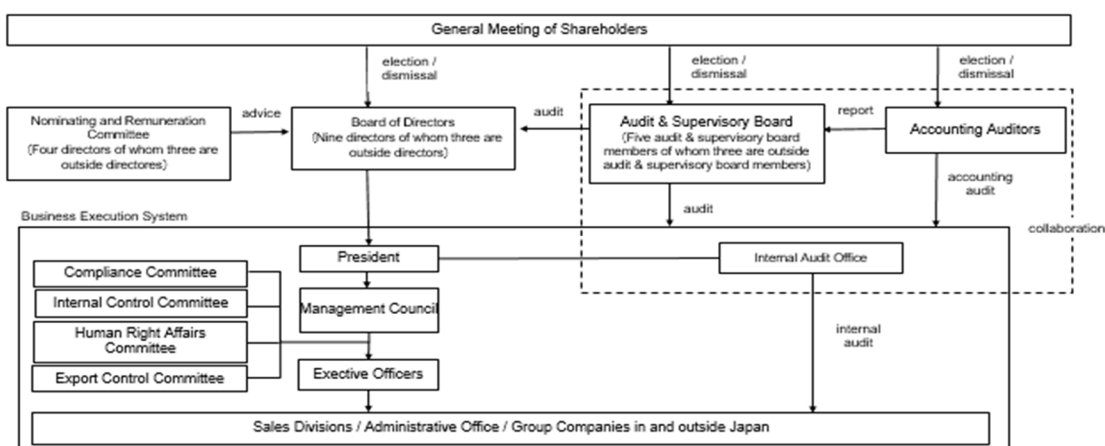 General Meeting of Shareholders
election /
dismissal
election /
dismissal
election /
dismissal
Nominating and Remuneration
Committee
(Four directors of whom three are
outside directores)
advice
Board of Directors
(Nine directors of whom three are
outside directors)
audit
Audit & Supervisory Board
(Five audit & supervisory board
members of whom three are outside
audit & supervisory board members)
report
Accounting Auditors
accounting
audit
audit
collaboration
Business Execution System
President
Internal Audit Office
Compliance Committee
Internal Control Committee
Human Right Affairs
Committee
Export Control Committee
Management Council
internal
audit
Exective Officers
Sales Divisions / Administrative Office / Group Companies in and outside Japan